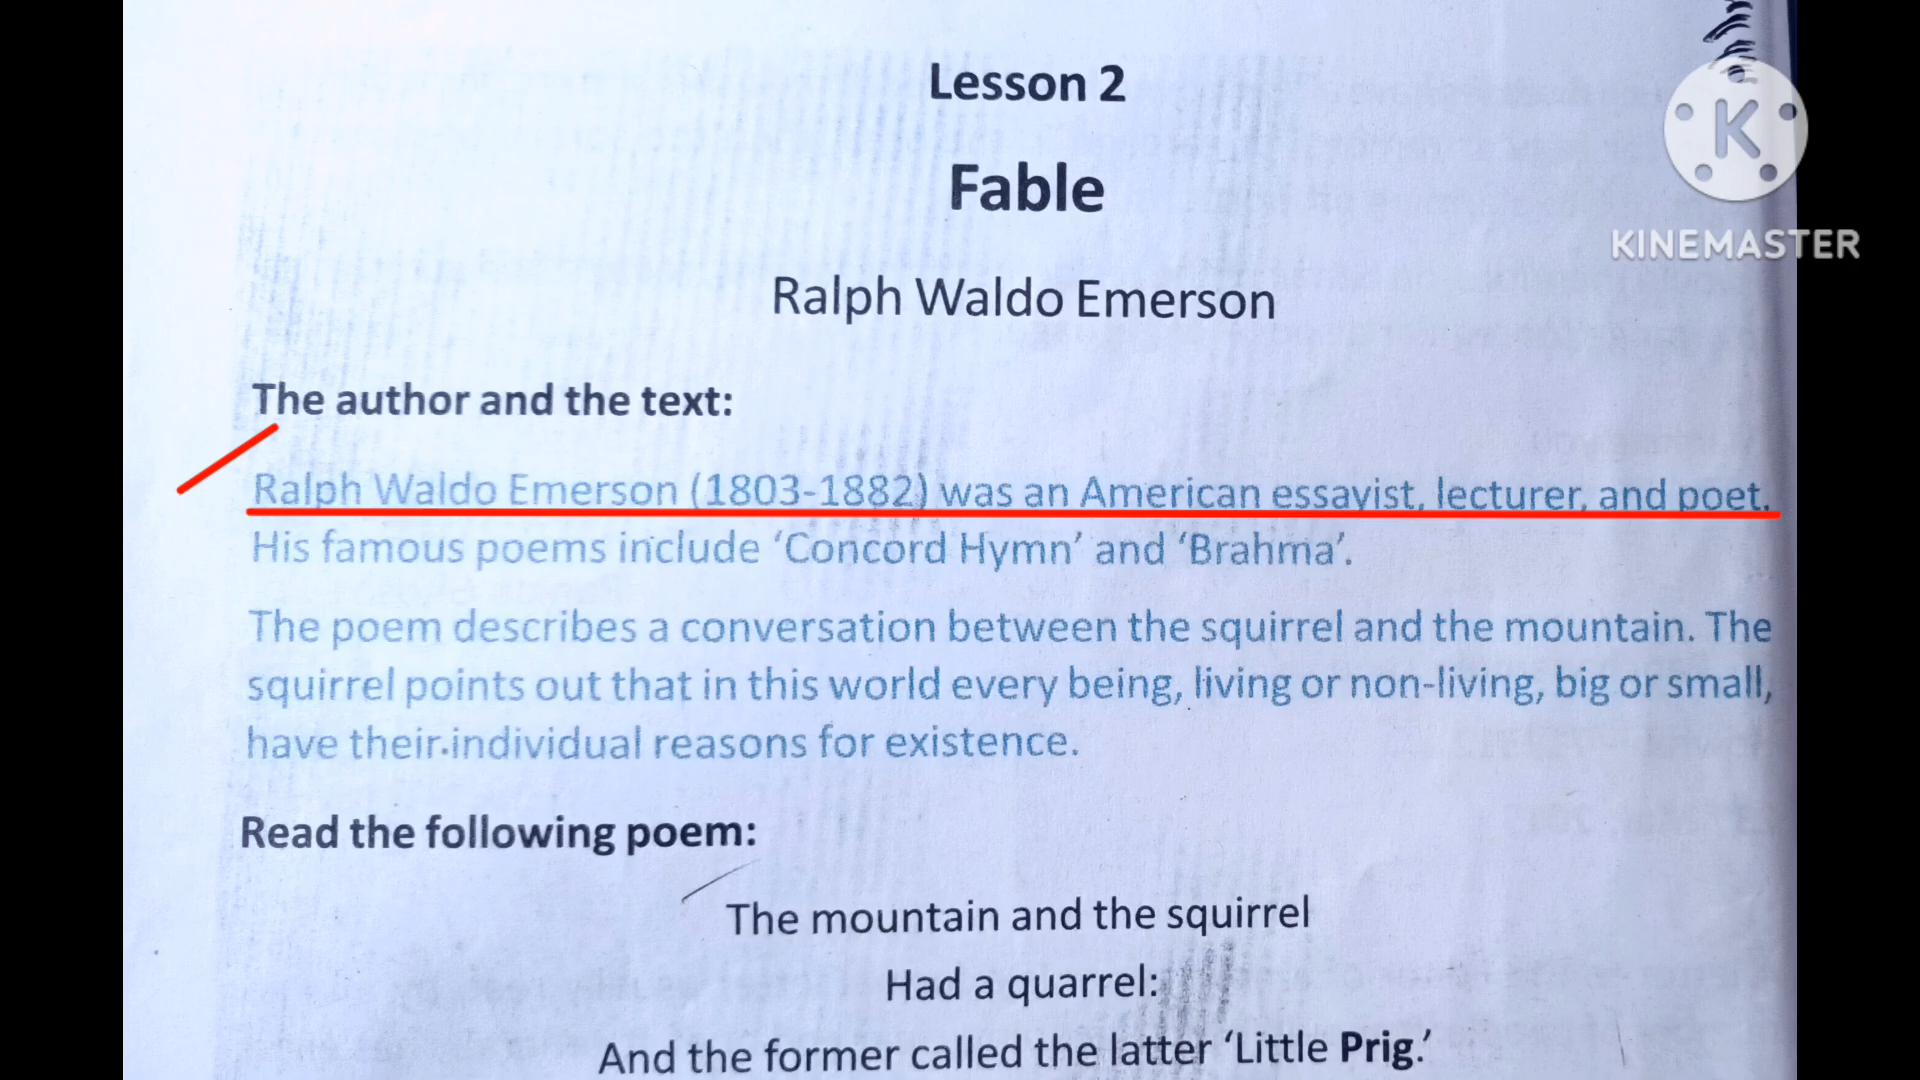 Lesson 2
Fable
KINEMASTER
Ralph Waldo Emerson
The author and the text:
Ralph Waldo Emerson (1803-1882) was an American essayist, lecturer, and poet.
His famous poems include ‘Concord Hymn’ and ‘Brahma’.
The poem describes a conversation between the squirrel and the mountain. The
squirrel points out that in this world every being, living or non-living, big or small,
have their individual reasons for existence.
Read the following poem:
The mountain and the squirrel
Had a quarrel:
And the former called the latter ‘Little Prig.’